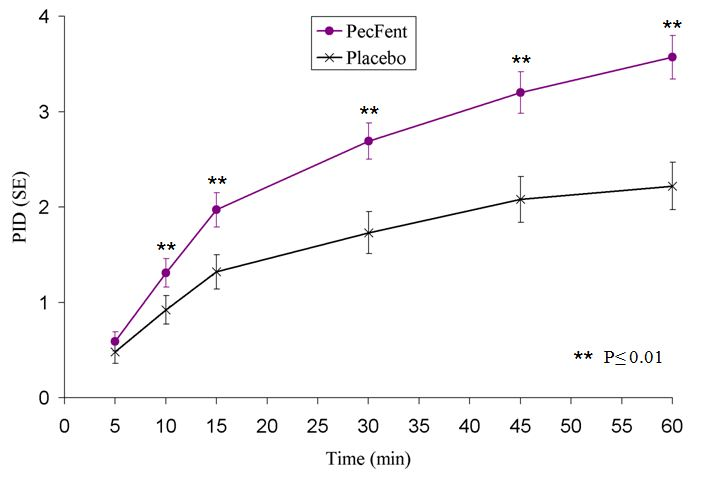 4
PecFent
Placebo
3
2
1
0
PID (SE)
**
**
**
**
**
** P≤0.01
0 5 10 15 20 25 30 35 40 45 50 55 60
Time (min)